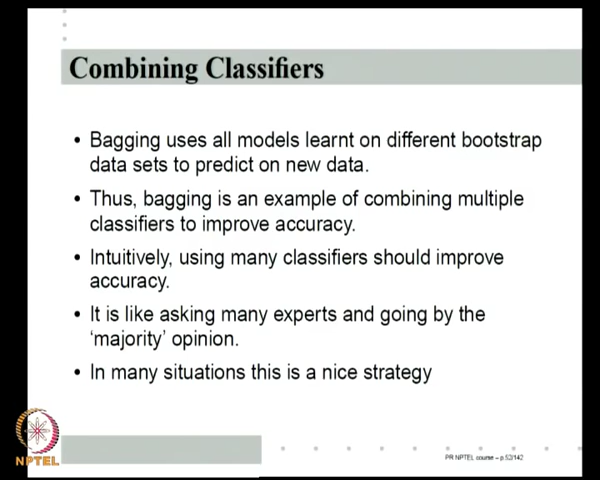 Combining Classifiers
• Bagging uses all models learnt on different bootstrap
data sets to predict on new data.
• Thus, bagging is an example of combining multiple
classifiers to improve accuracy.
• Intuitively, using many classifiers should improve
accuracy.
• It is like asking many experts and going by the
‘majority’ opinion.
• In many situations this is a nice strategy
NPTEL
PR NPTEL course – p.52/142